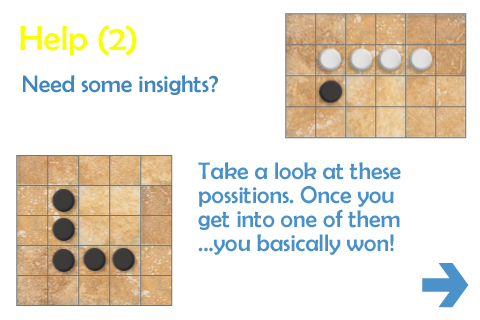 Help (2)
Need some insights?
Take a look at these
possitions. Once you
get into one of them
...you basically won!